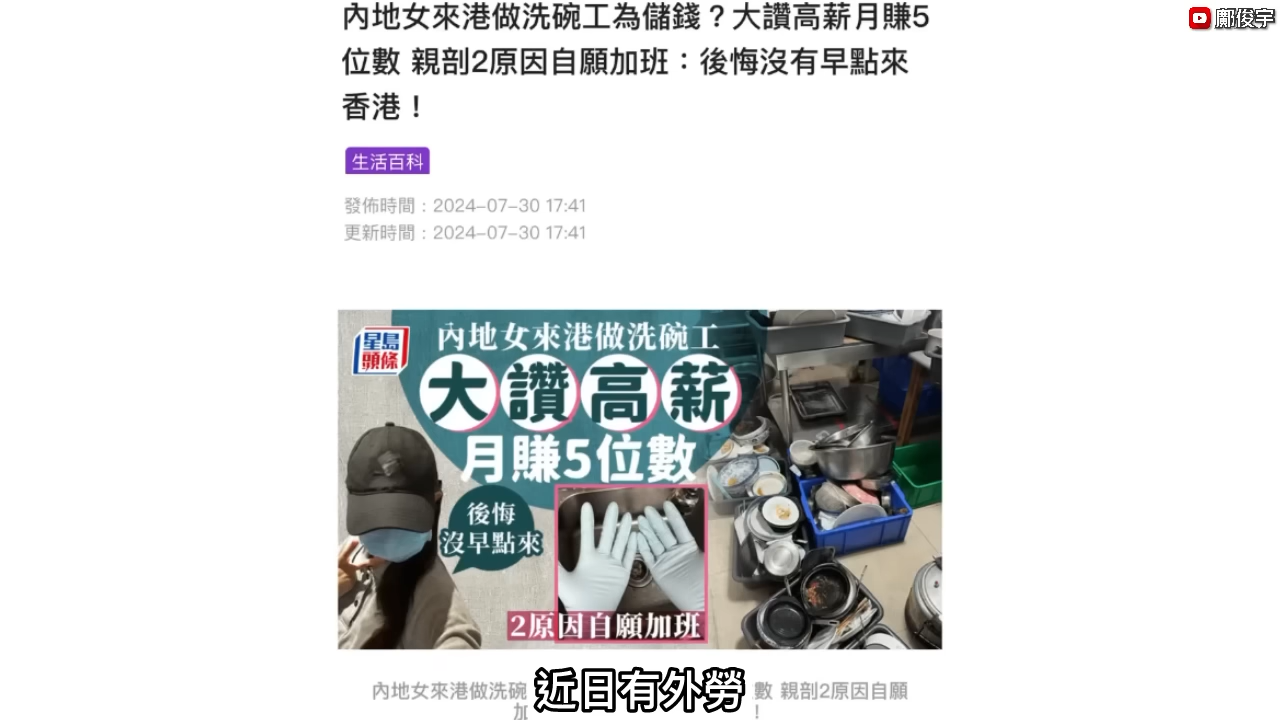 內地女來港做洗碗工為儲錢？大讚高薪月賺5
位數 親剖2原因自願加班：後悔沒有早點來
香港！
鄺俊宇
生活百科
發佈時間：2024-07-30 17:41
更新時間：2024-07-30 17:41
星島
頭條
內地女來港做洗碗工
大讚高薪
月賺5位數
後悔
沒早點來
2原因自願加班
內地女來港做洗碗
數 親剖2原因自願
加
！
近日有外勞